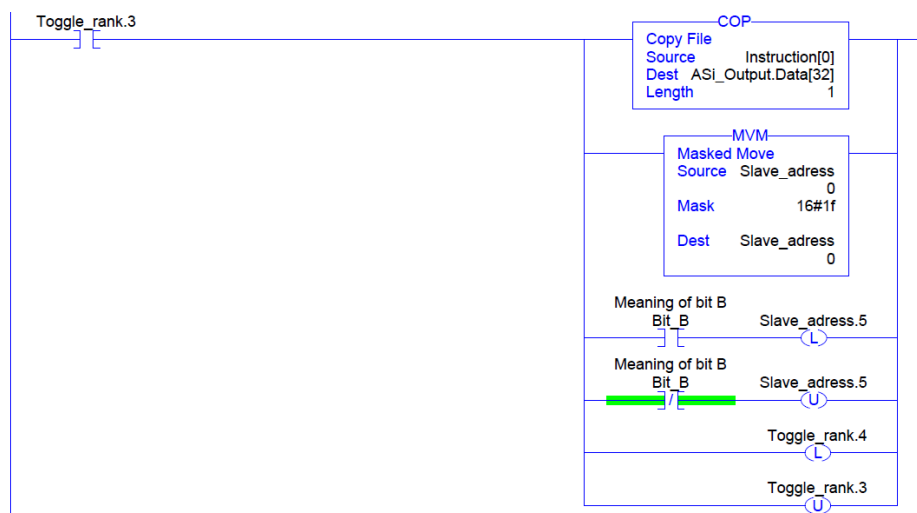 Toggle_rank.3
COP
Copy File
Source Instruction[0]
Dest ASi_Output.Data[32]
Length 1
MVM
Masked Move
Source Slave_adress
0
Mask 16#1f
Dest Slave_adress
0
Meaning of bit B
Bit_B Slave_adress.5
L
Meaning of bit B
Bit_B Slave_adress.5
/ U
Toggle_rank.4
L
Toggle_rank.3
U